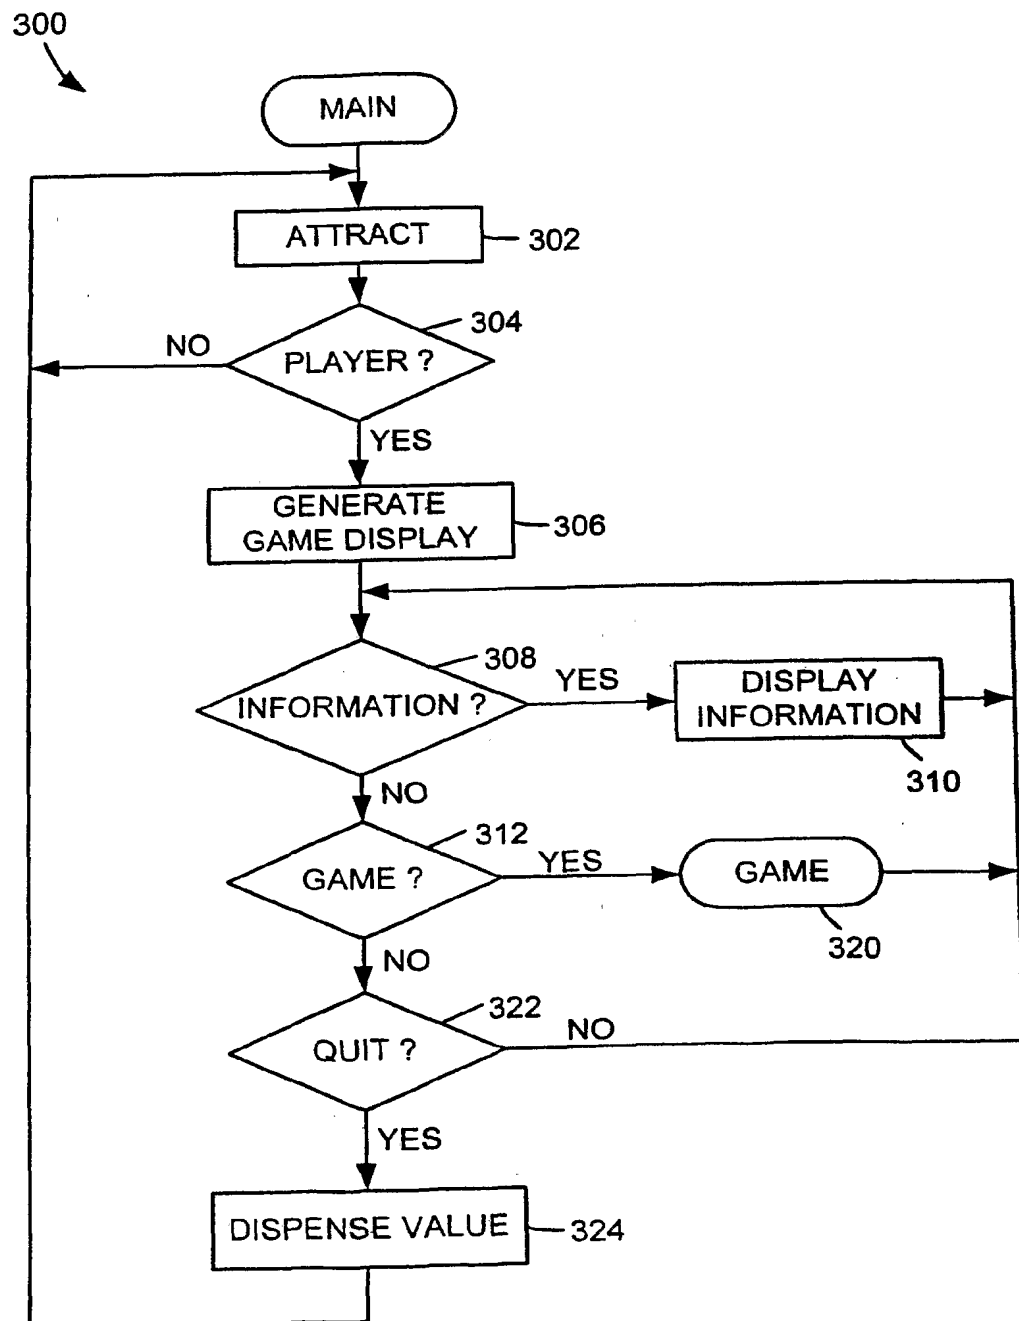 300
MAIN
ATTRACT
302
PLAYER ?
304
NO
YES
GENERATE
GAME DISPLAY
306
INFORMATION ?
308
YES
DISPLAY
INFORMATION
310
NO
GAME ?
312
YES
GAME
320
NO
QUIT ?
322
NO
YES
DISPENSE VALUE
324